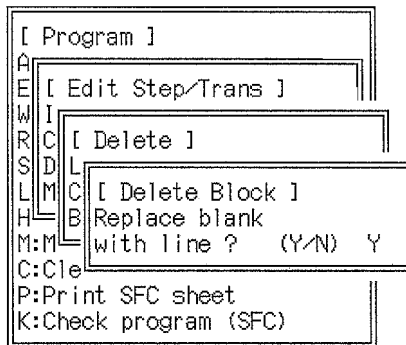 [ Program ]
A
E [ Edit Step/Trans ]
W I
R C [ Delete ]
S D L
L M C [ Delete Block ]
H B Replace blank
M:M with line ? (Y/N) Y
C:Cle
P:Print SFC sheet
K:Check program (SFC)